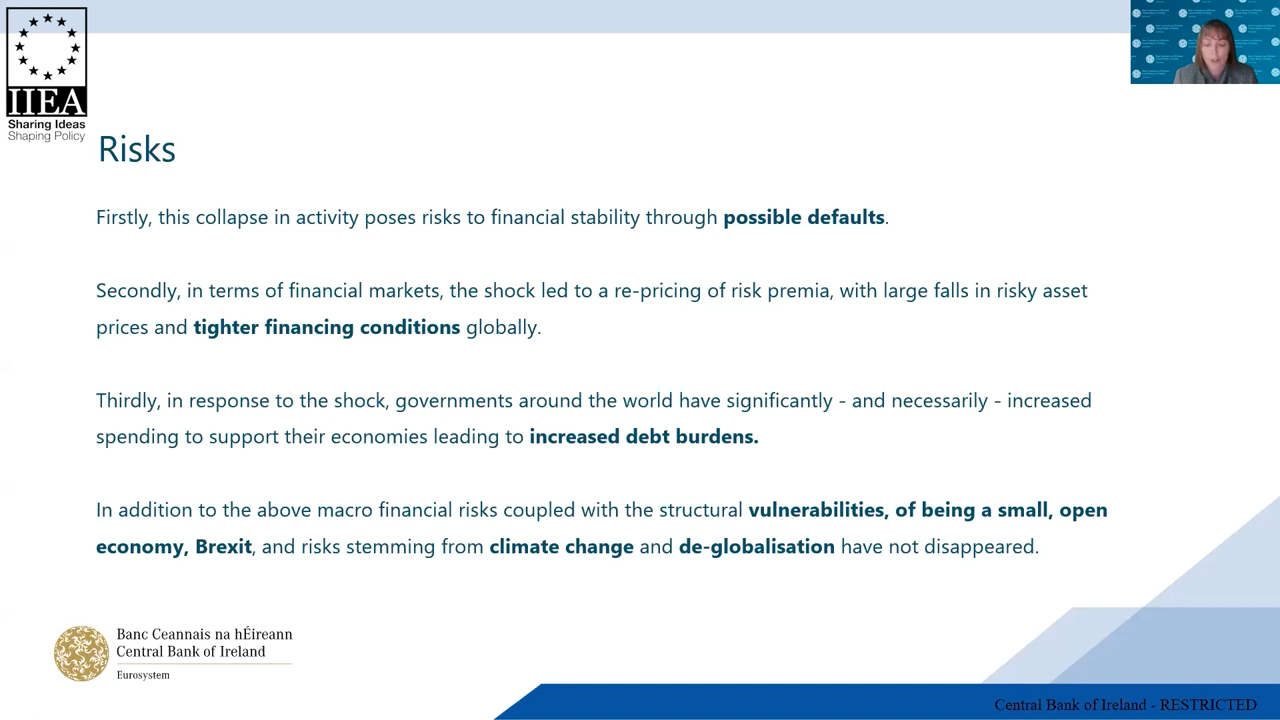 IIEA
Sharing Ideas
Shaping Policy
Risks
Firstly, this collapse in activity poses risks to financial stability through possible defaults.
Secondly, in terms of financial markets, the shock led to a re-pricing of risk premia, with large falls in risky asset
prices and tighter financing conditions globally.
Thirdly, in response to the shock, governments around the world have significantly - and necessarily - increased
spending to support their economies leading to increased debt burdens.
In addition to the above macro financial risks coupled with the structural vulnerabilities, of being a small, open
economy, Brexit, and risks stemming from climate change and de-globalisation have not disappeared.
Banc Ceannais na hÉireann
Central Bank of Ireland
Eurosystem
Central Bank of Ireland - RESTRICTED